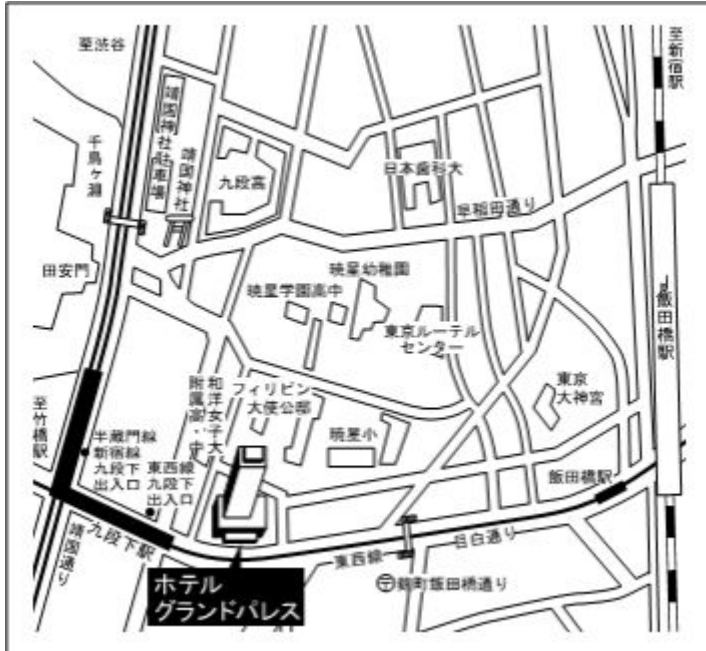 至渋谷
至新宿駅
靖国神社駐車場
靖国神社
千鳥ヶ淵
九段高
日本歯科大
早稲田通り
田安門
暁星幼稚園
暁星学園高中
東京ルーテル
センター
JR飯田橋駅
東京
大神宮
和洋女子大
附属高・中
フィリピン
大使公邸
暁星小
至竹橋駅
半蔵門線
新宿線
九段下
出入口
東西線
九段下
出入口
飯田橋駅
九段下駅
靖国通り
東西線
目白通り
ホテル
グランドパレス
〶錦町飯田橋通り